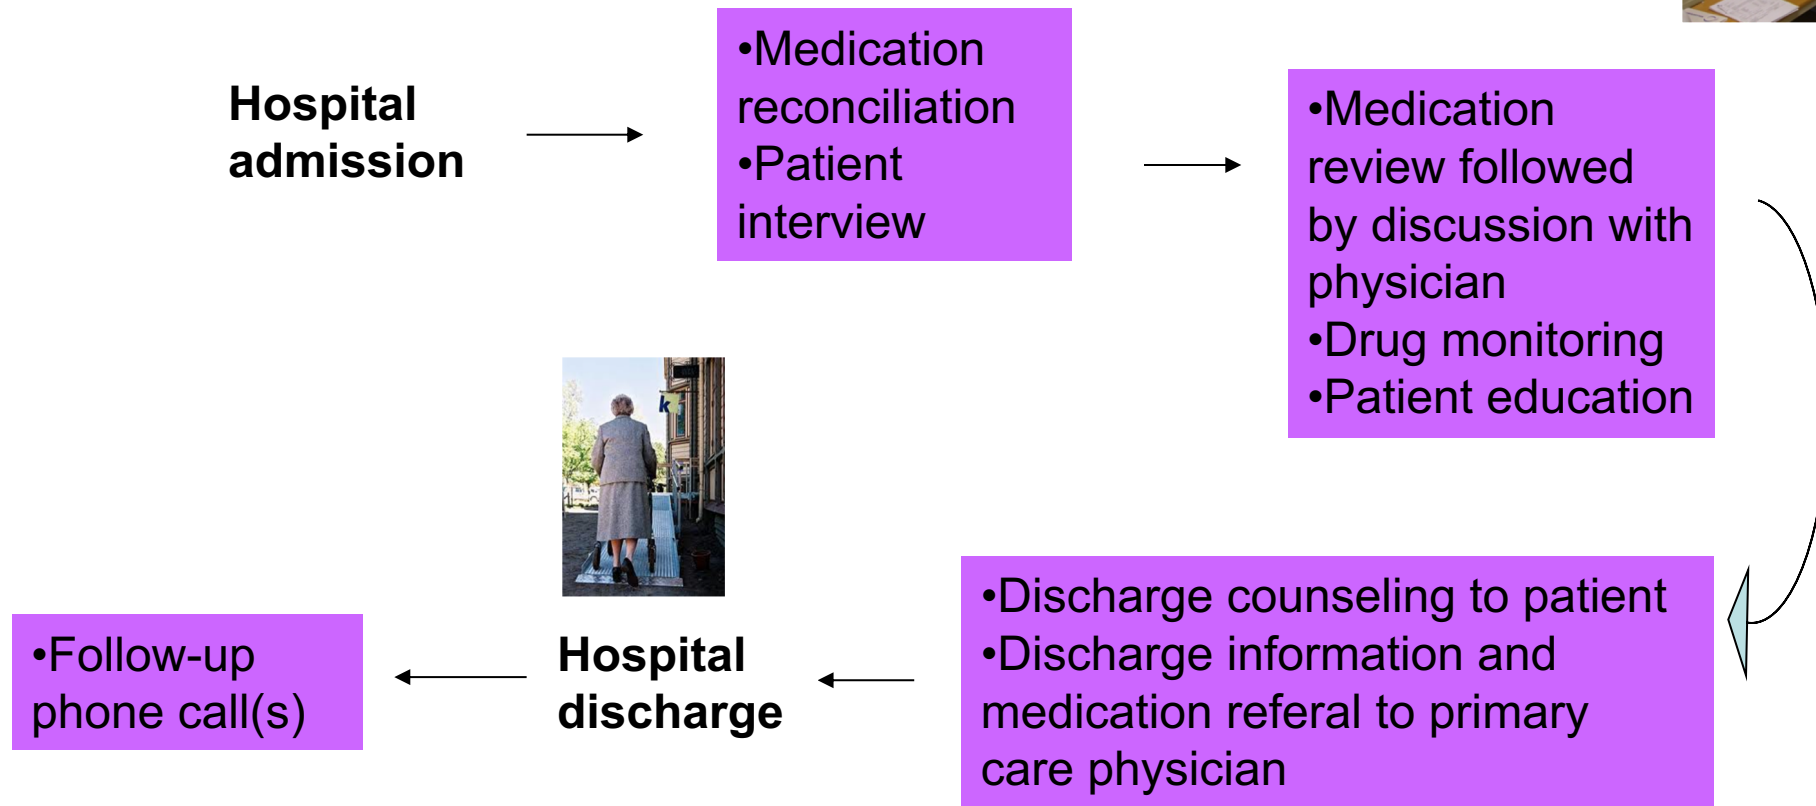 Hospital
admission
•Medication
reconciliation
•Patient
interview
•Medication
review followed
by discussion with
physician
•Drug monitoring
•Patient education
•Discharge counseling to patient
•Discharge information and
medication referal to primary
care physician
Hospital
discharge
•Follow-up
phone call(s)
k